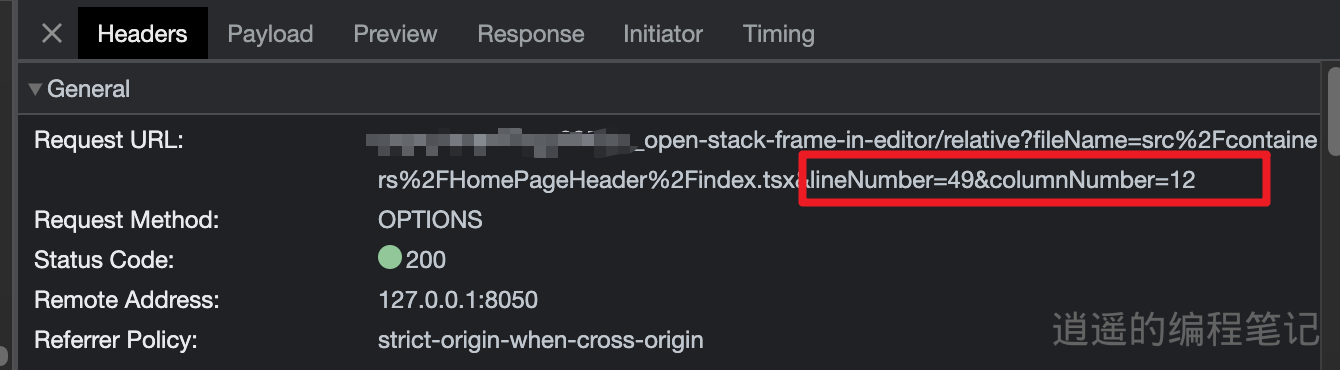 Headers Payload Preview Response Initiator Timing
General
Request URL: _open-stack-frame-in-editor/relative?fileName=src%2Fcontaine
rs%2FHomePageHeader%2Findex.tsx&lineNumber=49&columnNumber=12
Request Method: OPTIONS
Status Code: 200
Remote Address: 127.0.0.1:8050
Referrer Policy: strict-origin-when-cross-origin
逍遥的编程笔记